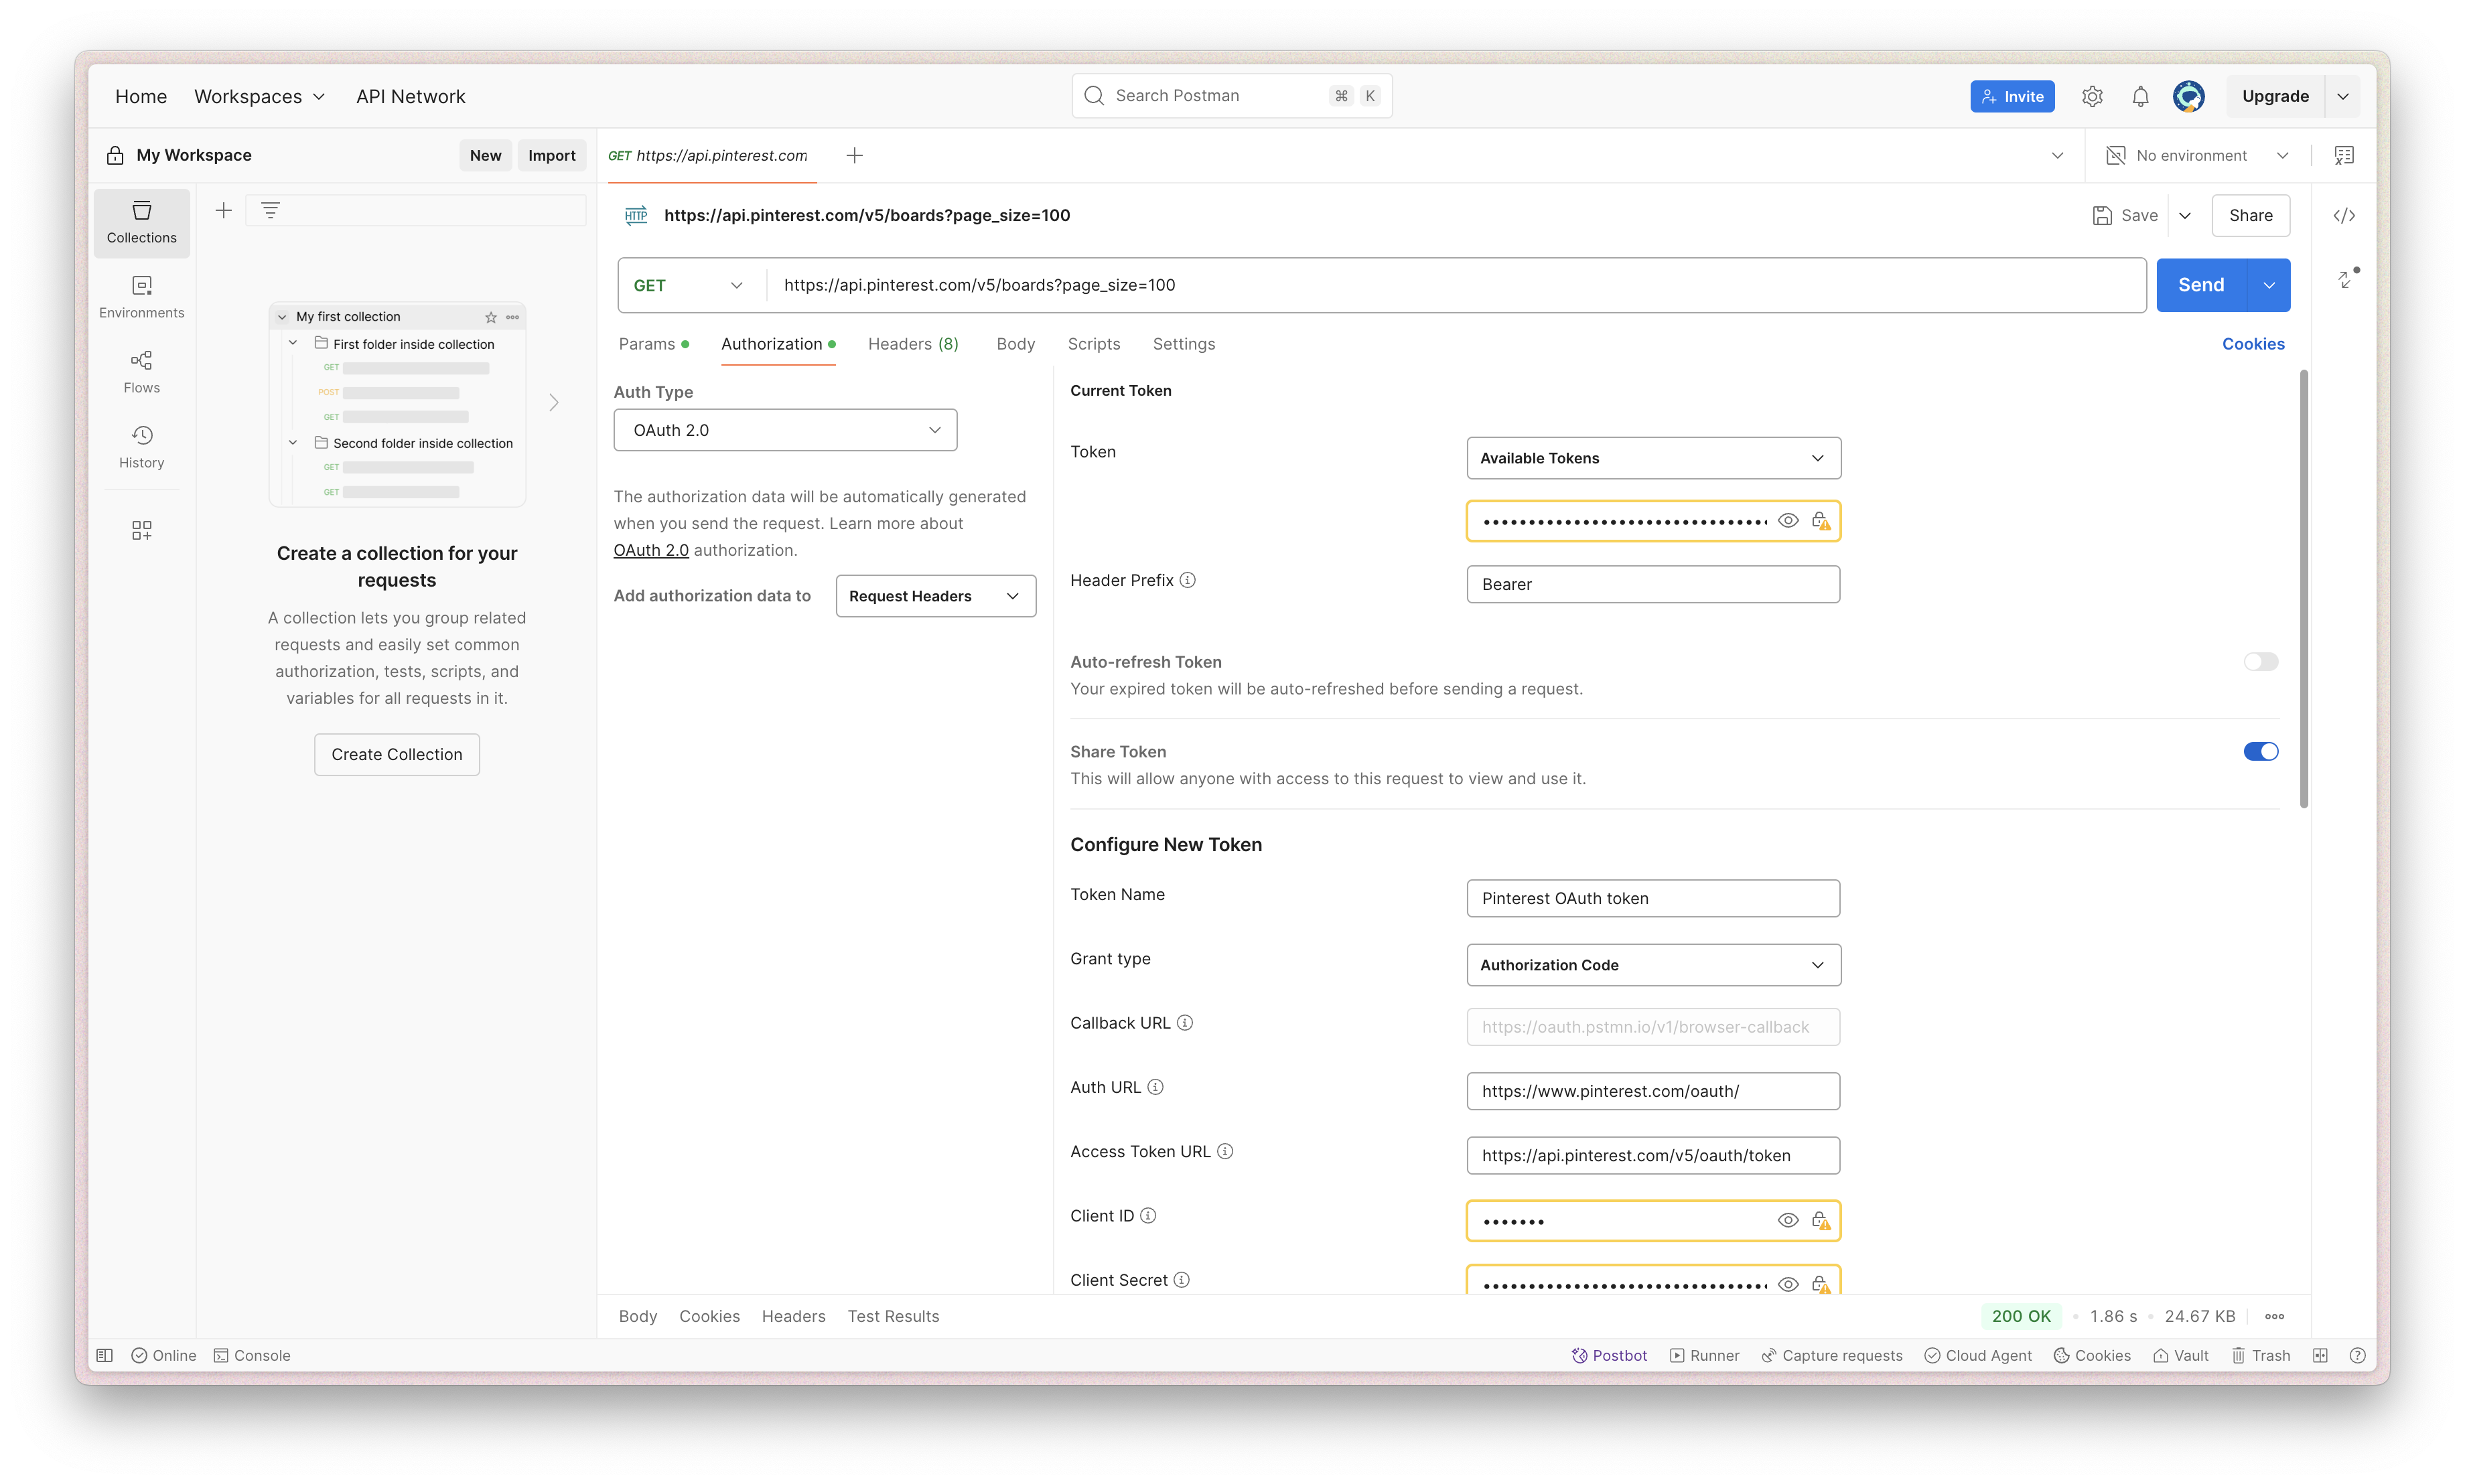 Home
Workspaces
API Network
Search Postman
⌘
K
Invite
Upgrade
My Workspace
New
Import
GET https://api.pinterest.com
No environment
Collections
Environments
Flows
History
My first collection
First folder inside collection
GET
POST
GET
Second folder inside collection
GET
GET
Create a collection for your
requests
A collection lets you group related
requests and easily set common
authorization, tests, scripts, and
variables for all requests in it.
Create Collection
HTTP
https://api.pinterest.com/v5/boards?page_size=100
Save
Share
GET
https://api.pinterest.com/v5/boards?page_size=100
Send
Params
Authorization
Headers (8)
Body
Scripts
Settings
Cookies
Auth Type
OAuth 2.0
The authorization data will be automatically generated
when you send the request. Learn more about
OAuth 2.0 authorization.
Add authorization data to
Request Headers
Current Token
Token
Available Tokens
Header Prefix
Bearer
Auto-refresh Token
Your expired token will be auto-refreshed before sending a request.
Share Token
This will allow anyone with access to this request to view and use it.
Configure New Token
Token Name
Pinterest OAuth token
Grant type
Authorization Code
Callback URL
https://oauth.pstmn.io/v1/browser-callback
Auth URL
https://www.pinterest.com/oauth/
Access Token URL
https://api.pinterest.com/v5/oauth/token
Client ID
Client Secret
Body
Cookies
Headers
Test Results
200 OK
1.86 s
24.67 KB
Online
Console
Postbot
Runner
Capture requests
Cloud Agent
Cookies
Vault
Trash